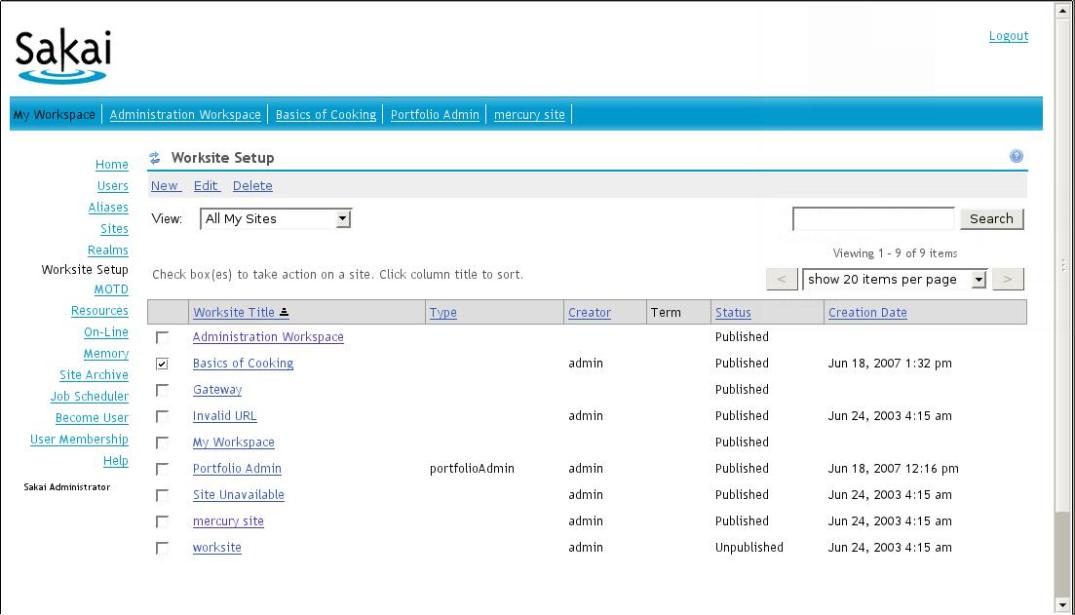 Sakai
Logout
My Workspace Administration Workspace Basics of Cooking Portfolio Admin mercury site
Home
Users
Aliases
Sites
Realms
Worksite Setup
MOTD
Resources
On-Line
Memory
Site Archive
Job Scheduler
Become User
User Membership
Help
Sakai Administrator
Worksite Setup ?
New Edit Delete
View: All My Sites Search
Viewing 1 - 9 of 9 items
Check box(es) to take action on a site. Click column title to sort.
< show 20 items per page >
Worksite Title Type Creator Term Status Creation Date
Administration Workspace Published
Basics of Cooking admin Published Jun 18, 2007 1:32 pm
Gateway Published
Invalid URL admin Published Jun 24, 2003 4:15 am
My Workspace Published
Portfolio Admin portfolioAdmin admin Published Jun 18, 2007 12:16 pm
Site Unavailable admin Published Jun 24, 2003 4:15 am
mercury site admin Published Jun 24, 2003 4:15 am
worksite admin Unpublished Jun 24, 2003 4:15 am